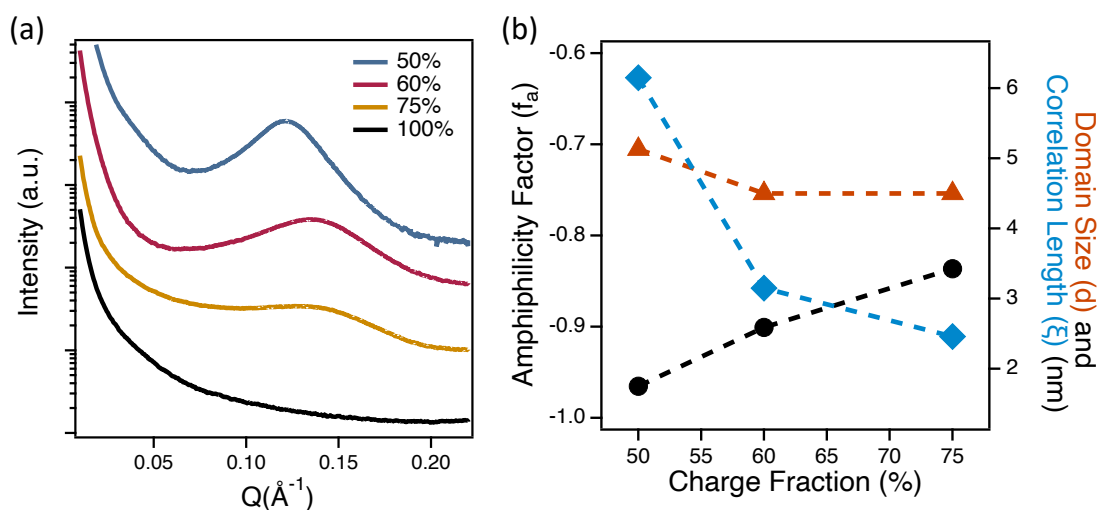 (a)
Intensity (a.u.)
50%
60%
75%
100%
0.05 0.10 0.15 0.20
Q(Å-1)
(b)
Amphiphilicity Factor (fa)
-0.6
-0.7
-0.8
-0.9
-1.0
50 55 60 65 70 75
Charge Fraction (%)
6
5
4
3
2
Domain Size (d) and
Correlation Length (ξ) (nm)